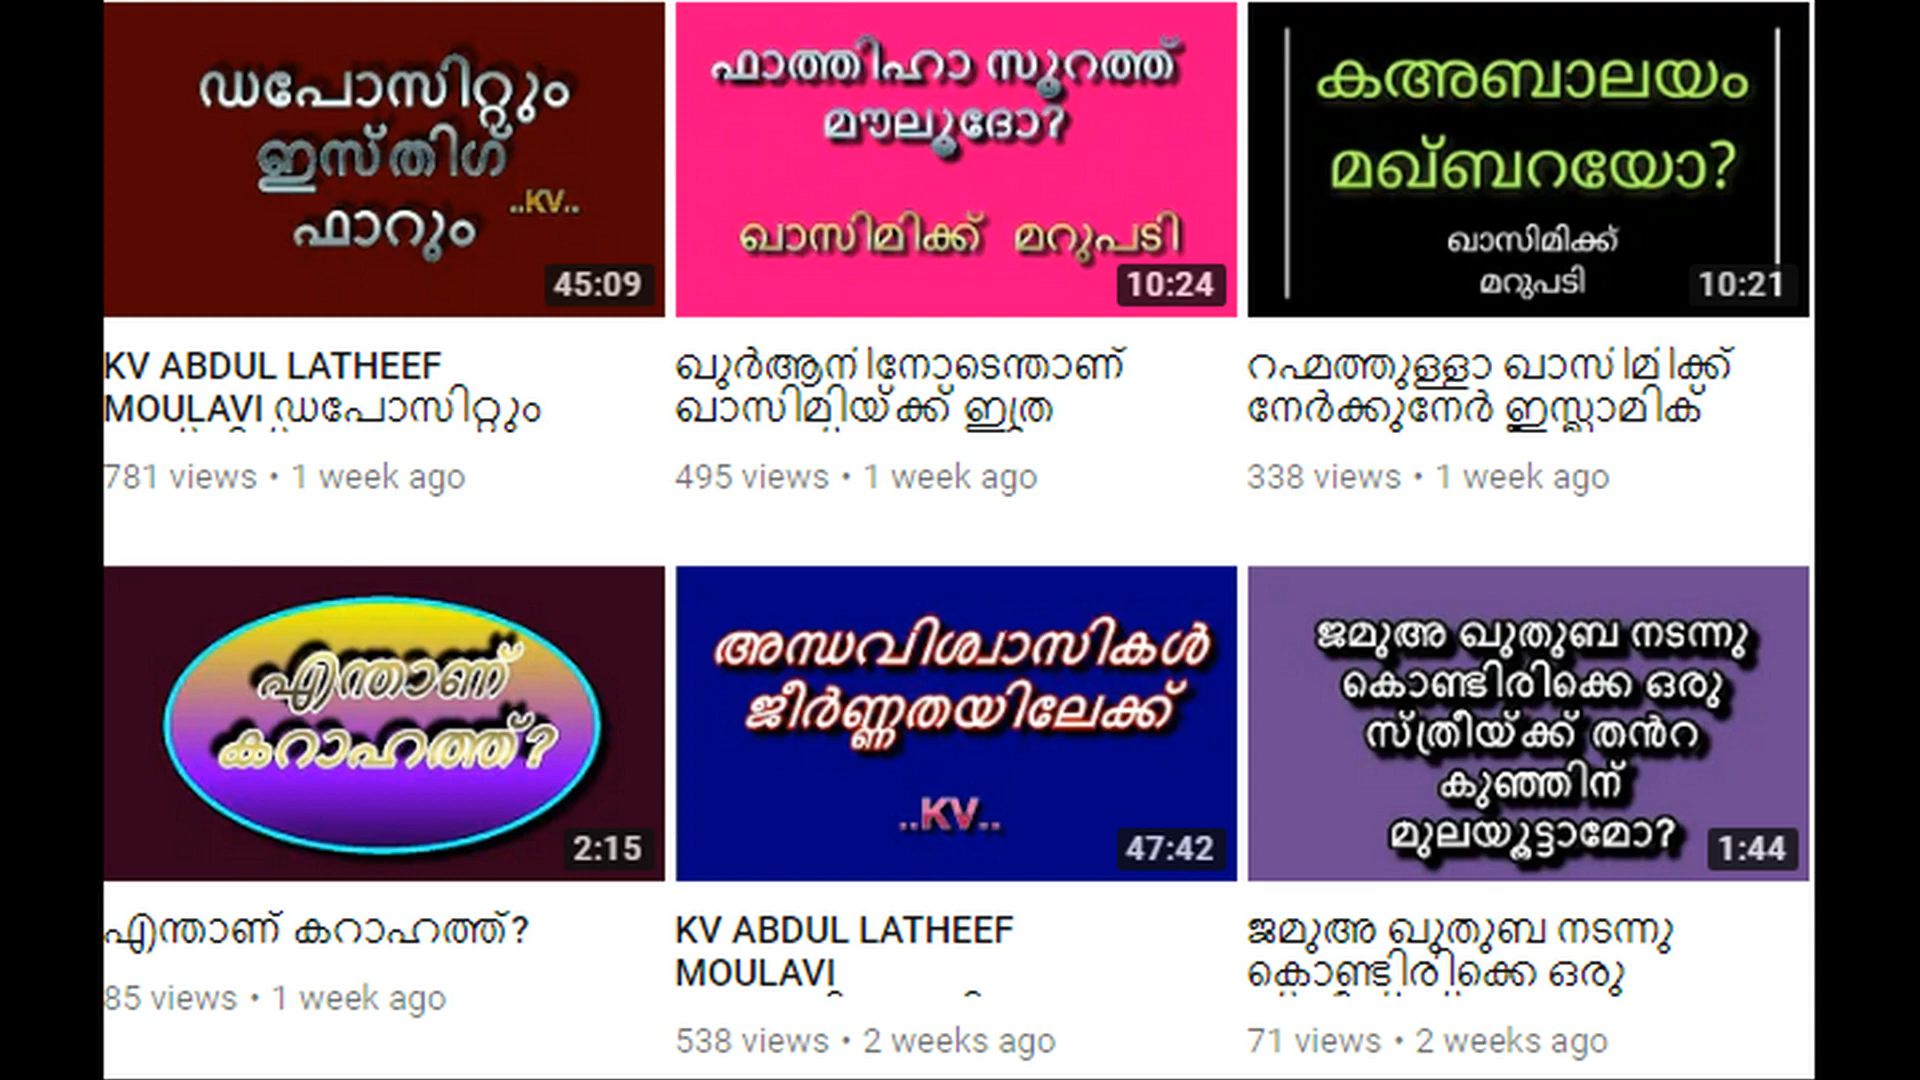 ഡപോസിറ്റും
ഇസ്തിഗ്
..KV..
ഫാറും
45:09
KV ABDUL LATHEEF
MOULAVI ഡപോസിറ്റും
781 views • 1 week ago
ഫാത്തിഹാ സൂറത്ത്
മൗലൂദോ?
ഖാസിമിക്ക് മറുപടി
10:24
ഖുർആനിനോടെന്താണ്
ഖാസിമിയ്ക്ക് ഇത്ര
495 views • 1 week ago
കഅബാലയം
മഖ്ബറയോ?
ഖാസിമിക്ക്
മറുപടി
10:21
റഹ്മത്തുള്ളാ ഖാസിമിക്ക്
നേർക്കുനേർ ഇസ്ലാമിക്
338 views • 1 week ago
എന്താണ്
കറാഹത്ത്?
2:15
എന്താണ് കറാഹത്ത്?
85 views • 1 week ago
അന്ധവിശ്വാസികൾ
ജീർണ്ണതയിലേക്ക്
..KV..
47:42
KV ABDUL LATHEEF
MOULAVI
538 views • 2 weeks ago
ജമുഅ ഖുതുബ നടന്നു
കൊണ്ടിരിക്കെ ഒരു
സ്ത്രീയ്ക്ക് തൻറ
കുഞ്ഞിന്
മുലയൂട്ടാമോ?
1:44
ജമുഅ ഖുതുബ നടന്നു
കൊണ്ടിരിക്കെ ഒരു
71 views • 2 weeks ago